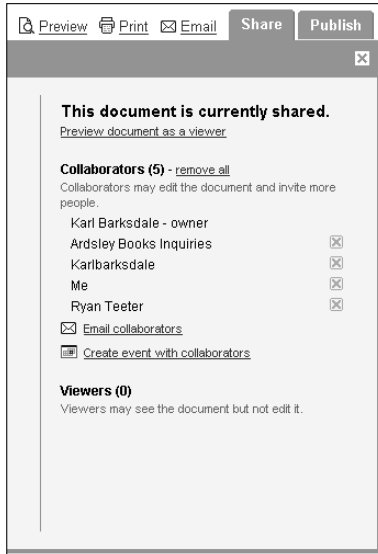 Preview Print Email Share Publish
This document is currently shared.
Preview document as a viewer
Collaborators (5) - remove all
Collaborators may edit the document and invite more
people.
Karl Barksdale - owner
Ardsley Books Inquiries
Karlbarksdale
Me
Ryan Teeter
Email collaborators
Create event with collaborators
Viewers (0)
Viewers may see the document but not edit it.